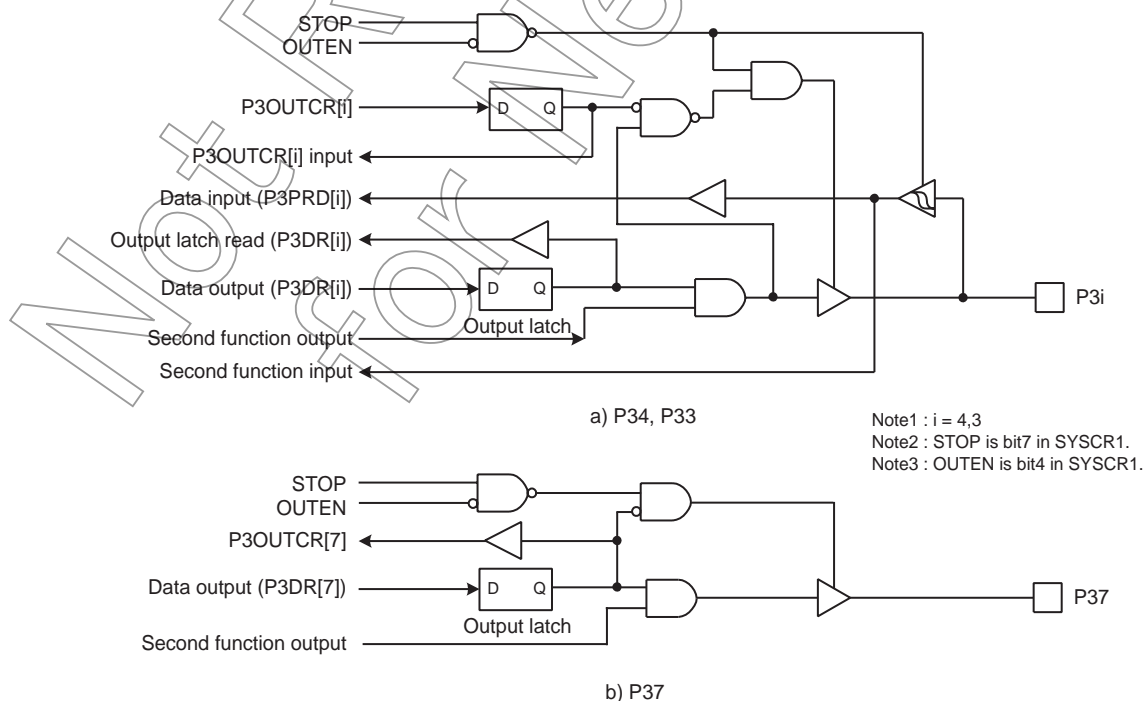 STOP
OUTEN
P3OUTCR[i]
D Q
P3OUTCR[i] input
Data input (P3PRD[i])
Output latch read (P3DR[i])
Data output (P3DR[i])
D Q
P3i
Output latch
Second function output
Second function input
a) P34, P33
Note1 : i = 4,3
Note2 : STOP is bit7 in SYSCR1.
Note3 : OUTEN is bit4 in SYSCR1.
STOP
OUTEN
P3OUTCR[7]
Data output (P3DR[7])
D Q
P37
Output latch
Second function output
b) P37
Not
for